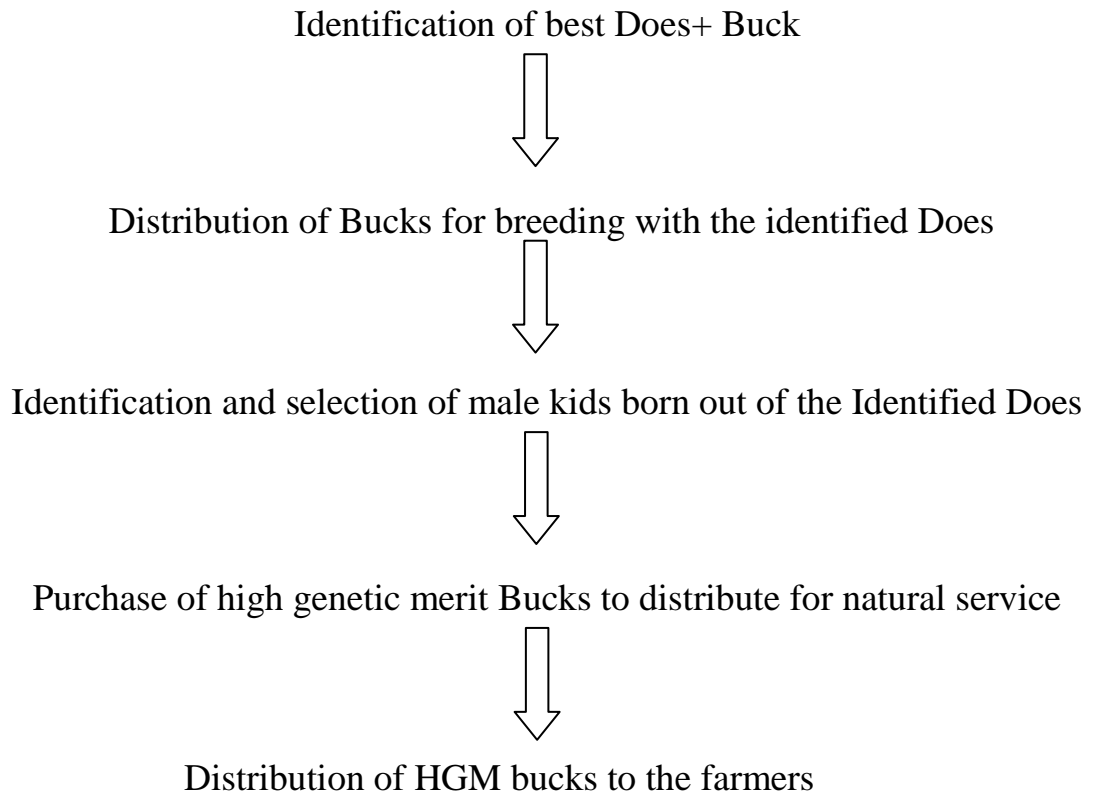 Identification of best Does+ Buck
Distribution of Bucks for breeding with the identified Does
Identification and selection of male kids born out of the Identified Does
Purchase of high genetic merit Bucks to distribute for natural service
Distribution of HGM bucks to the farmers